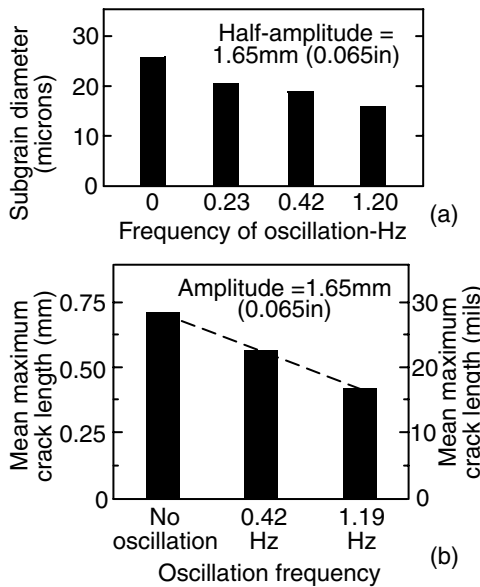 Subgrain diameter
(microns)
30
20
10
0
Half-amplitude =
1.65mm (0.065in)
0
0.23
0.42
1.20
Frequency of oscillation-Hz
(a)
Mean maximum
crack length (mm)
0.75
0.50
0.25
0
Amplitude =1.65mm
(0.065in)
30
20
10
0
Mean maximum
crack length (mils)
No
oscillation
0.42
Hz
1.19
Hz
Oscillation frequency
(b)